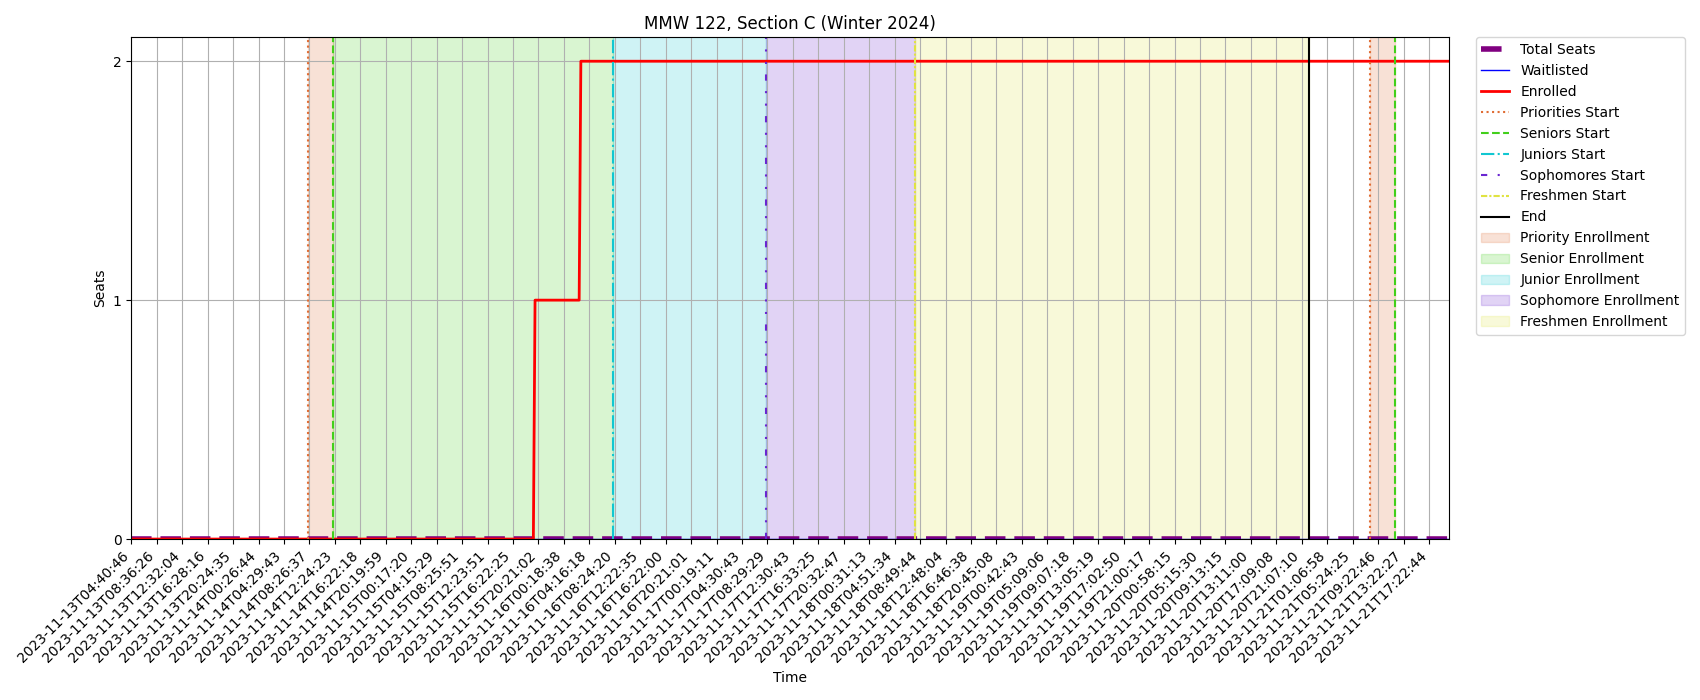 MMW 122, Section C (Winter 2024)
Total Seats
Waitlisted
Enrolled
Priorities Start
Seniors Start
Juniors Start
Sophomores Start
Freshmen Start
End
Priority Enrollment
Senior Enrollment
Junior Enrollment
Sophomore Enrollment
Freshmen Enrollment
Seats
2
1
0
2023-11-13T04:40:46
2023-11-13T08:36:26
2023-11-13T12:32:04
2023-11-13T16:28:16
2023-11-13T20:24:35
2023-11-14T00:26:44
2023-11-14T04:29:43
2023-11-14T08:26:37
2023-11-14T12:24:23
2023-11-14T16:22:18
2023-11-14T20:19:59
2023-11-15T00:17:20
2023-11-15T04:15:29
2023-11-15T08:25:51
2023-11-15T12:23:51
2023-11-15T16:22:25
2023-11-15T20:21:02
2023-11-16T00:18:38
2023-11-16T04:16:18
2023-11-16T08:24:20
2023-11-16T12:22:35
2023-11-16T16:22:00
2023-11-16T20:21:01
2023-11-17T00:19:11
2023-11-17T04:30:43
2023-11-17T08:29:29
2023-11-17T12:30:43
2023-11-17T16:33:25
2023-11-17T20:32:47
2023-11-18T00:31:13
2023-11-18T04:51:34
2023-11-18T08:49:44
2023-11-18T12:48:04
2023-11-18T16:46:38
2023-11-18T20:45:08
2023-11-19T00:42:43
2023-11-19T05:09:06
2023-11-19T09:07:18
2023-11-19T13:05:19
2023-11-19T17:02:50
2023-11-19T21:00:17
2023-11-20T00:58:15
2023-11-20T05:15:30
2023-11-20T09:13:15
2023-11-20T13:11:00
2023-11-20T17:09:08
2023-11-20T21:07:10
2023-11-21T01:06:58
2023-11-21T05:24:25
2023-11-21T09:22:46
2023-11-21T13:22:27
2023-11-21T17:22:44
Time